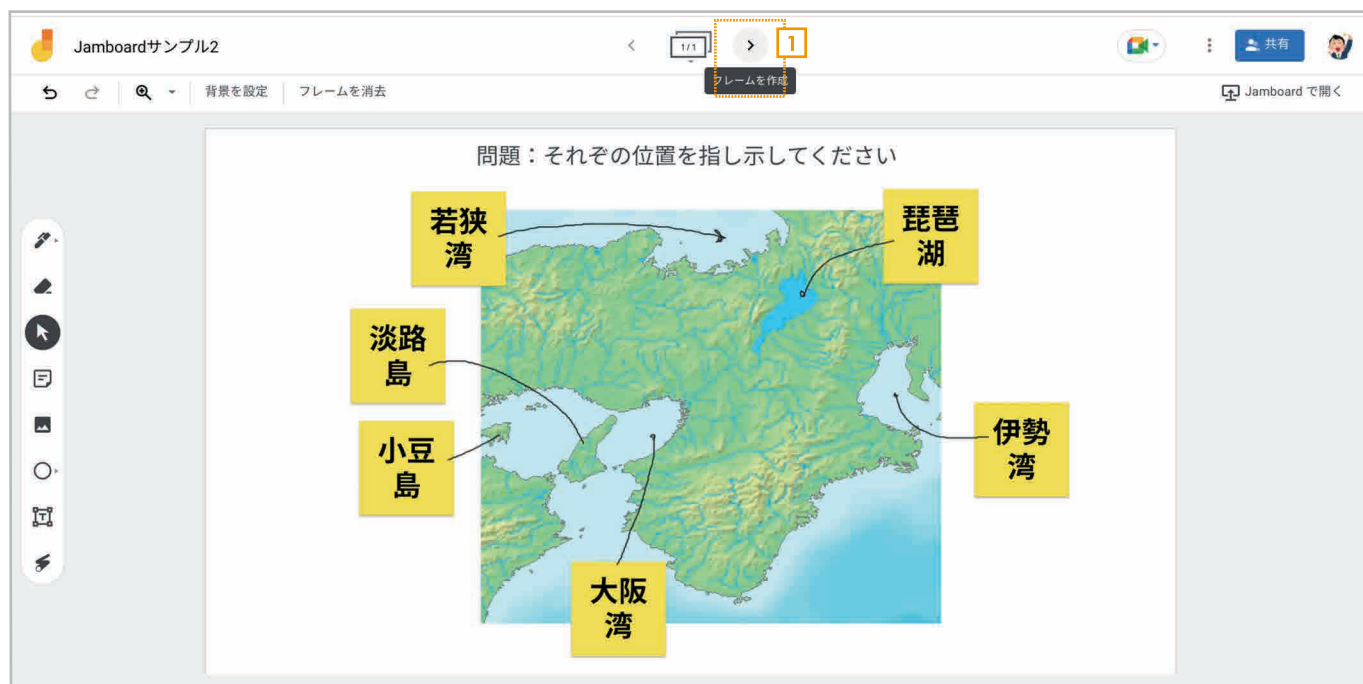 Jamboardサンプル2
1/1
1
共有
フレームを作成
背景を設定
フレームを消去
Jamboard で開く
問題：それぞの位置を指し示してください
若狭
湾
琵琶
湖
淡路
島
小豆
島
伊勢
湾
大阪
湾